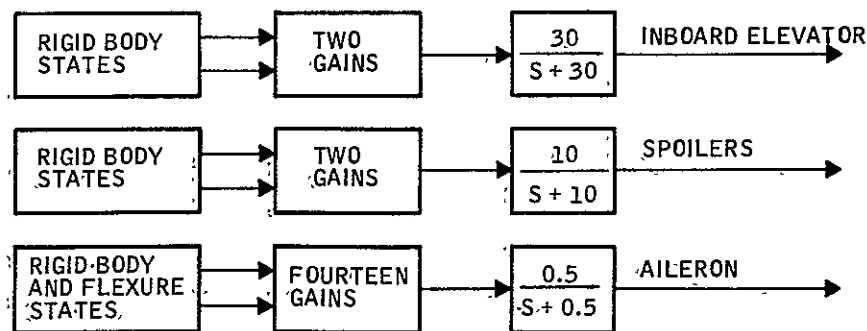 RIGID BODY
STATES
TWO
GAINS
30
S + 30
INBOARD ELEVATOR
RIGID BODY
STATES
TWO
GAINS
10
S + 10
SPOILERS
RIGID BODY
AND FLEXURE
STATES
FOURTEEN
GAINS
0.5
S + 0.5
AILERON